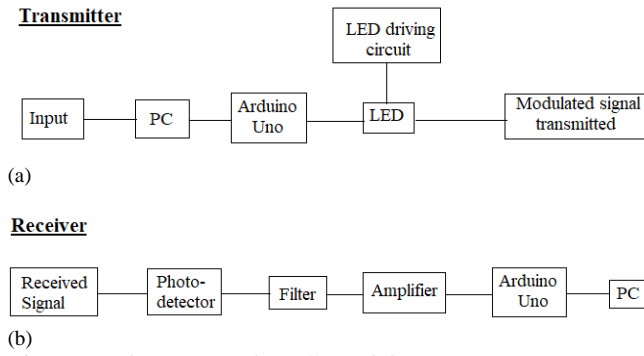 Transmitter
LED driving
circuit
Input
PC
Arduino
Uno
LED
Modulated signal
transmitted
(a)
Receiver
Received
Signal
Photo-
detector
Filter
Amplifier
Arduino
Uno
PC
(b)